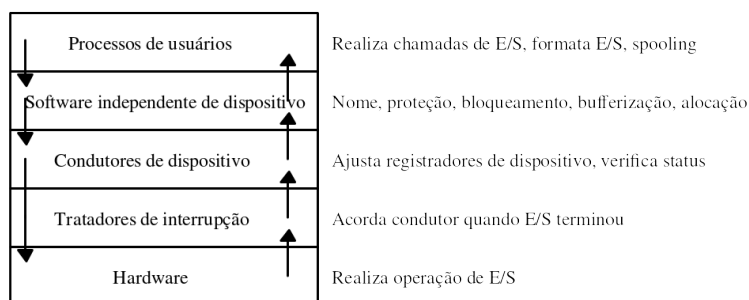 Processos de usuários Realiza chamadas de E/S, formata E/S, spooling
Software independente de dispositivo Nome, proteção, bloqueamento, bufferização, alocação
Condutores de dispositivo Ajusta registradores de dispositivo, verifica status
Tratadores de interrupção Acorda condutor quando E/S terminou
Hardware Realiza operação de E/S